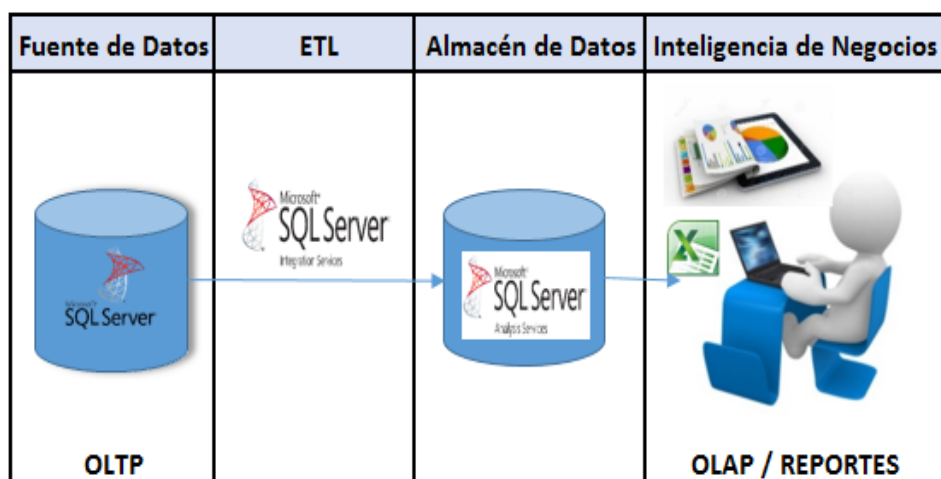 Fuente de Datos
ETL
Almacén de Datos
Inteligencia de Negocios
Microsoft
SQL Server
Microsoft
SQL Server
Integration Services
Microsoft
SQL Server
Analysis Services
OLTP
OLAP / REPORTES